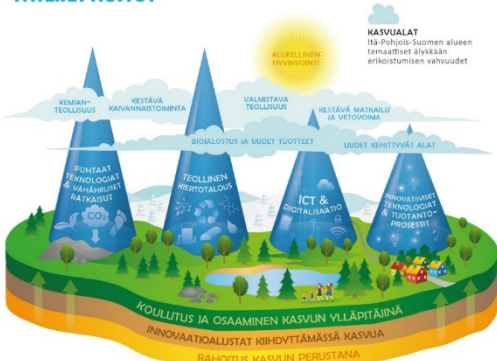 KASVUALAT
Itä-Pohjois-Suomen alueen
temaattiset älykkään
erikoistumisen vahvuudet
ALUEELLINEN
HYVINVOINTI
KEMIAN-
TEOLLISUUS
KESTÄVÄ
KAIVANNAISTOIMINTA
VALMISTAVA
TEOLLISUUS
KESTÄVÄ MATKAILU
JA VETOVOIMA
BIOJALOSTUS JA UUDET TUOTTEET
UUDET KEHITTYVÄT ALAT
PUHTAAT
TEKNOLOGIAT
& VÄHÄHIILISET
RATKAISUT
CO₂
TEOLLINEN
KIERTOTALOUS
ICT &
DIGITALISAATIO
INNOVATIIVISET
TEKNOLOGIAT
& TUOTANTO-
PROSESSIT
KOULUTUS JA OSAAMINEN KASVUN YLLÄPITÄJINÄ
INNOVAATIOALUSTAT KIIHDYTTÄMÄSSÄ KASVUA
RAHOITUS KASVUN PERUSTANA